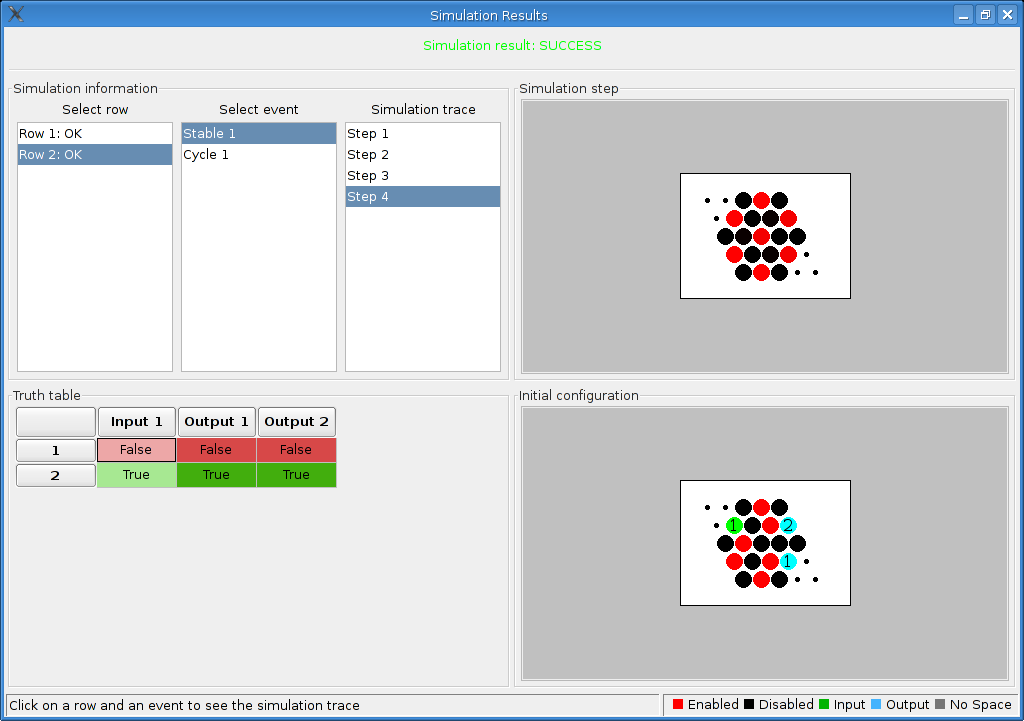 Simulation Results
Simulation result: SUCCESS
Simulation information
Select row
Select event
Simulation trace
Row 1: OK
Row 2: OK
Stable 1
Cycle 1
Step 1
Step 2
Step 3
Step 4
Simulation step
Truth table
Input 1 Output 1 Output 2
1 False False False
2 True True True
Initial configuration
1 2
1
Click on a row and an event to see the simulation trace
Enabled Disabled Input Output No Space